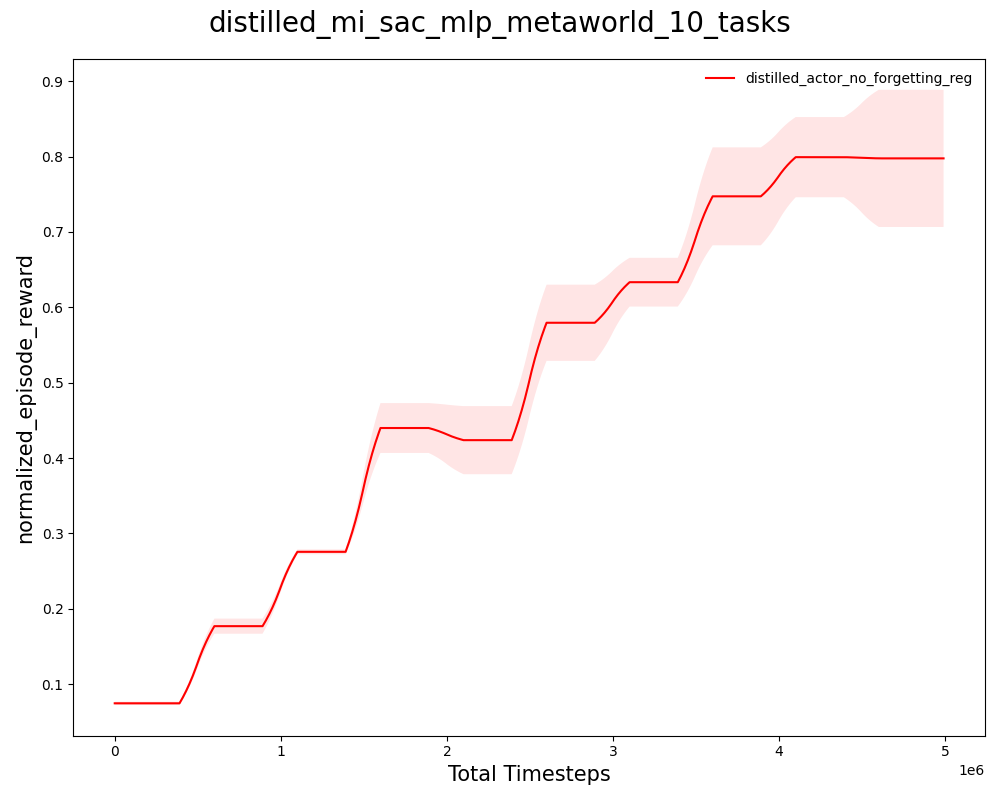 distilled_mi_sac_mlp_metaworld_10_tasks
distilled_actor_no_forgetting_reg
normalized_episode_reward
0.9
0.8
0.7
0.6
0.5
0.4
0.3
0.2
0.1
0 1 2 3 4 5
1e6
Total Timesteps